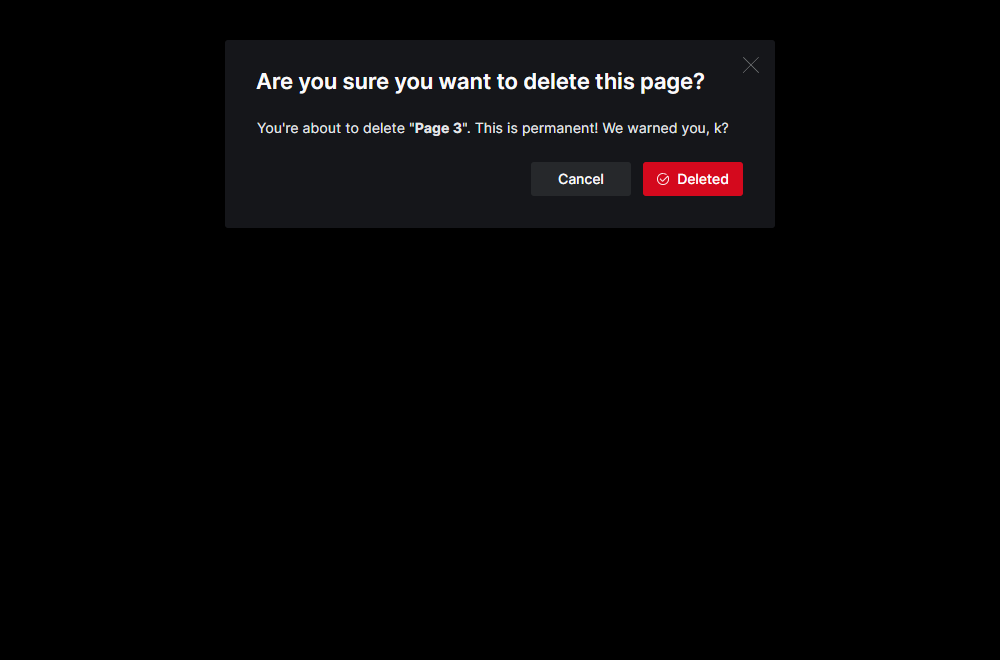 Are you sure you want to delete this page?
You're about to delete "Page 3". This is permanent! We warned you, k?
Cancel
Deleted